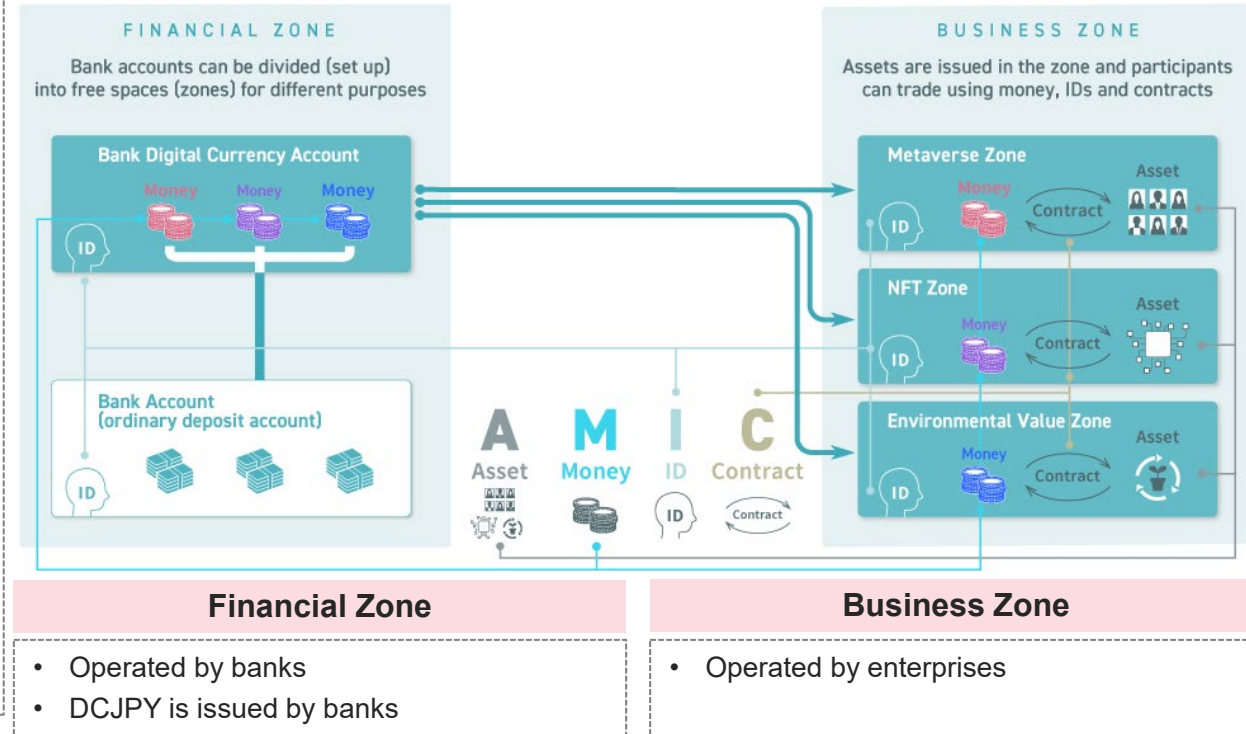 FINANCIAL ZONE
Bank accounts can be divided (set up)
into free spaces (zones) for different purposes
Bank Digital Currency Account
Money
Money
Money
ID
Bank Account
(ordinary deposit account)
ID
A
Asset
M
Money
I
ID
ID
C
Contract
Contract
BUSINESS ZONE
Assets are issued in the zone and participants
can trade using money, IDs and contracts
Metaverse Zone
Money
Contract
Asset
ID
NFT Zone
Money
Contract
Asset
ID
Environmental Value Zone
Money
Contract
Asset
ID
Financial Zone
• Operated by banks
• DCJPY is issued by banks
Business Zone
• Operated by enterprises